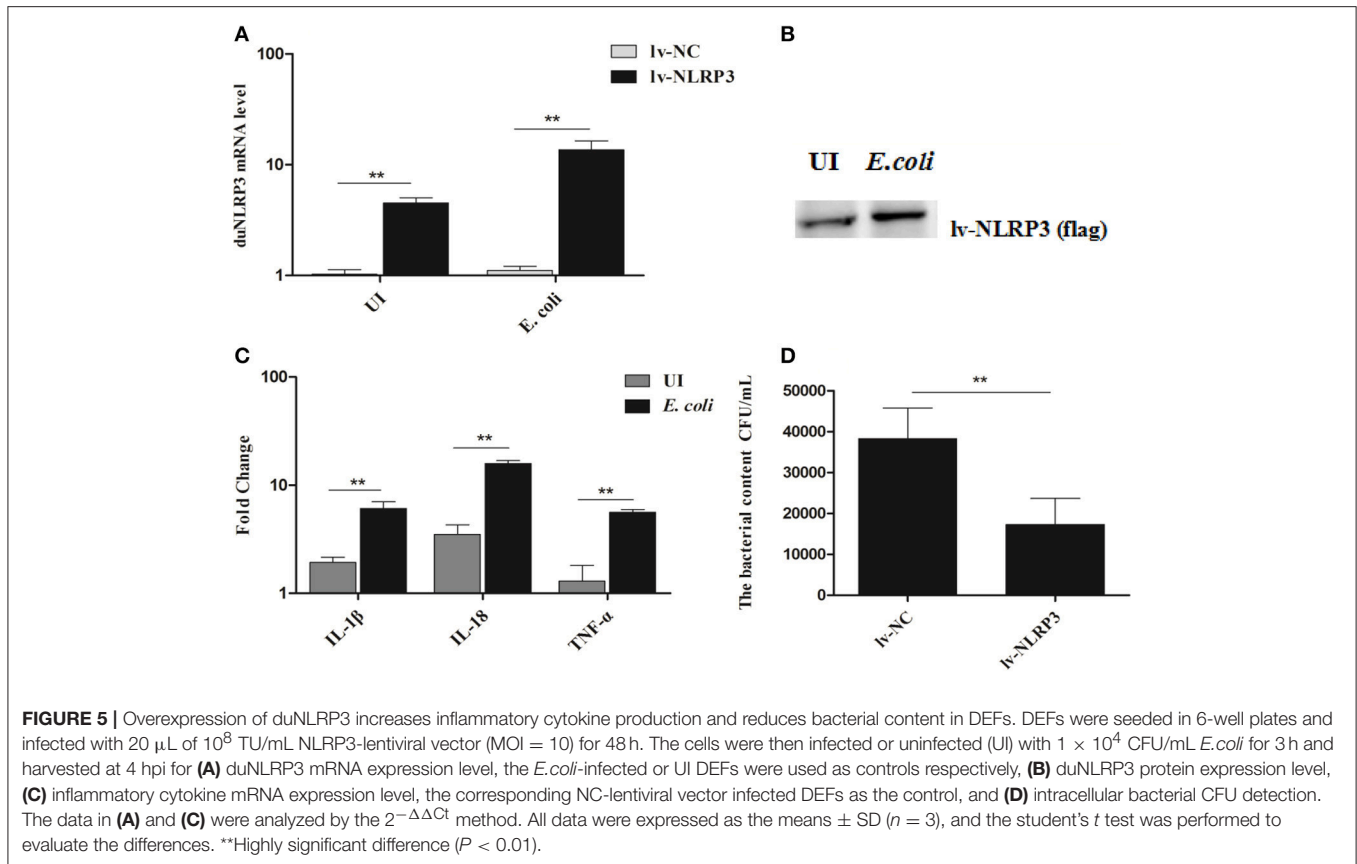 A
100
10
1
duNLRP3 mRNA level
lv-NC
lv-NLRP3
**
**
UI
E. coli
B
UI E.coli
lv-NLRP3 (flag)
C
100
10
1
Fold Change
UI
E. coli
**
**
**
IL-1β
IL-18
TNF-α
D
50000
40000
30000
20000
10000
0
The bacterial content CFU/mL
**
lv-NC
lv-NLRP3
FIGURE 5 | Overexpression of duNLRP3 increases inflammatory cytokine production and reduces bacterial content in DEFs. DEFs were seeded in 6-well plates and
infected with 20 μL of 10⁸ TU/mL NLRP3-lentiviral vector (MOI = 10) for 48 h. The cells were then infected or uninfected (UI) with 1 × 10⁴ CFU/mL E.coli for 3 h and
harvested at 4 hpi for (A) duNLRP3 mRNA expression level, the E.coli-infected or UI DEFs were used as controls respectively, (B) duNLRP3 protein expression level,
(C) inflammatory cytokine mRNA expression level, the corresponding NC-lentiviral vector infected DEFs as the control, and (D) intracellular bacterial CFU detection.
The data in (A) and (C) were analyzed by the 2⁻ΔΔCt method. All data were expressed as the means ± SD (n = 3), and the student's t test was performed to
evaluate the differences. **Highly significant difference (P < 0.01).